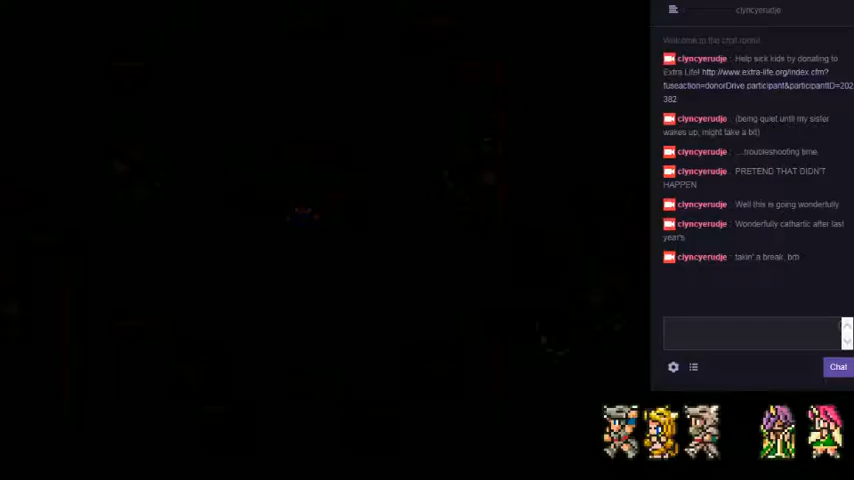 clyncyerudje
Welcome to the chat room!
clyncyerudje : Help sick kids by donating to
Extra Life! http://www.extra-life.org/index.cfm?
fuseaction=donorDrive.participant&participantID=202
382
clyncyerudje : (being quiet until my sister
wakes up, might take a bit)
clyncyerudje : ....troubleshooting time.
clyncyerudje : PRETEND THAT DIDN'T
HAPPEN
clyncyerudje : Well this is going wonderfully
clyncyerudje : Wonderfully cathartic after last
year's
clyncyerudje : takin' a break, brb
Chat